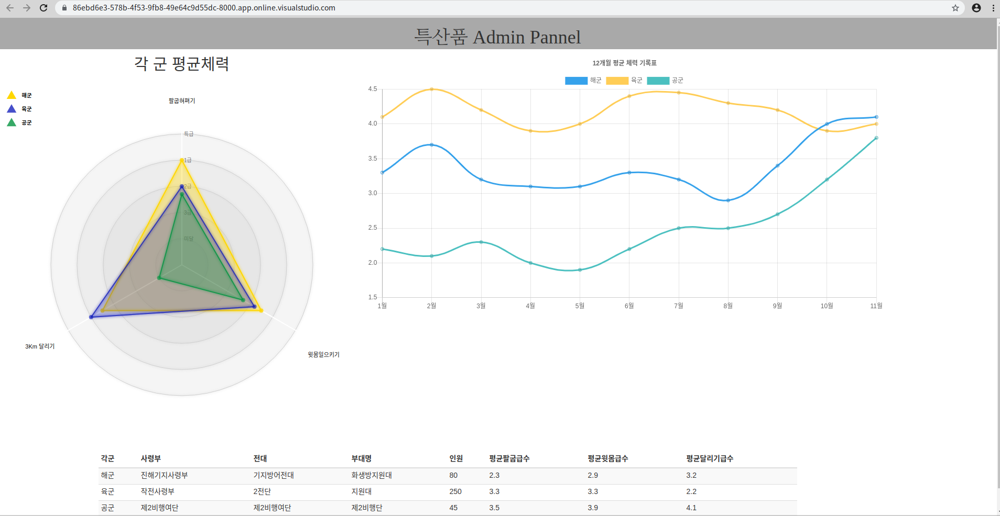 86ebd6e3-578b-4f53-9fb8-49e64c9d55dc-8000.app.online.visualstudio.com
특산품 Admin Pannel
각 군 평균체력
해군
육군
공군
팔굽혀펴기
특급
1급
2급
3급
미달
3Km 달리기
윗몸일으키기
12개월 평균 체력 기록표
해군 육군 공군
4.5
4.0
3.5
3.0
2.5
2.0
1.5
1월 2월 3월 4월 5월 6월 7월 8월 9월 10월 11월
각군 사령부 전대 부대명 인원 평균팔굽급수 평균윗몸급수 평균달리기급수
해군 진해기지사령부 기지방어전대 화생방지원대 80 2.3 2.9 3.2
육군 작전사령부 2전단 지원대 250 3.3 3.3 2.2
공군 제2비행여단 제2비행여단 제2비행단 45 3.5 3.9 4.1